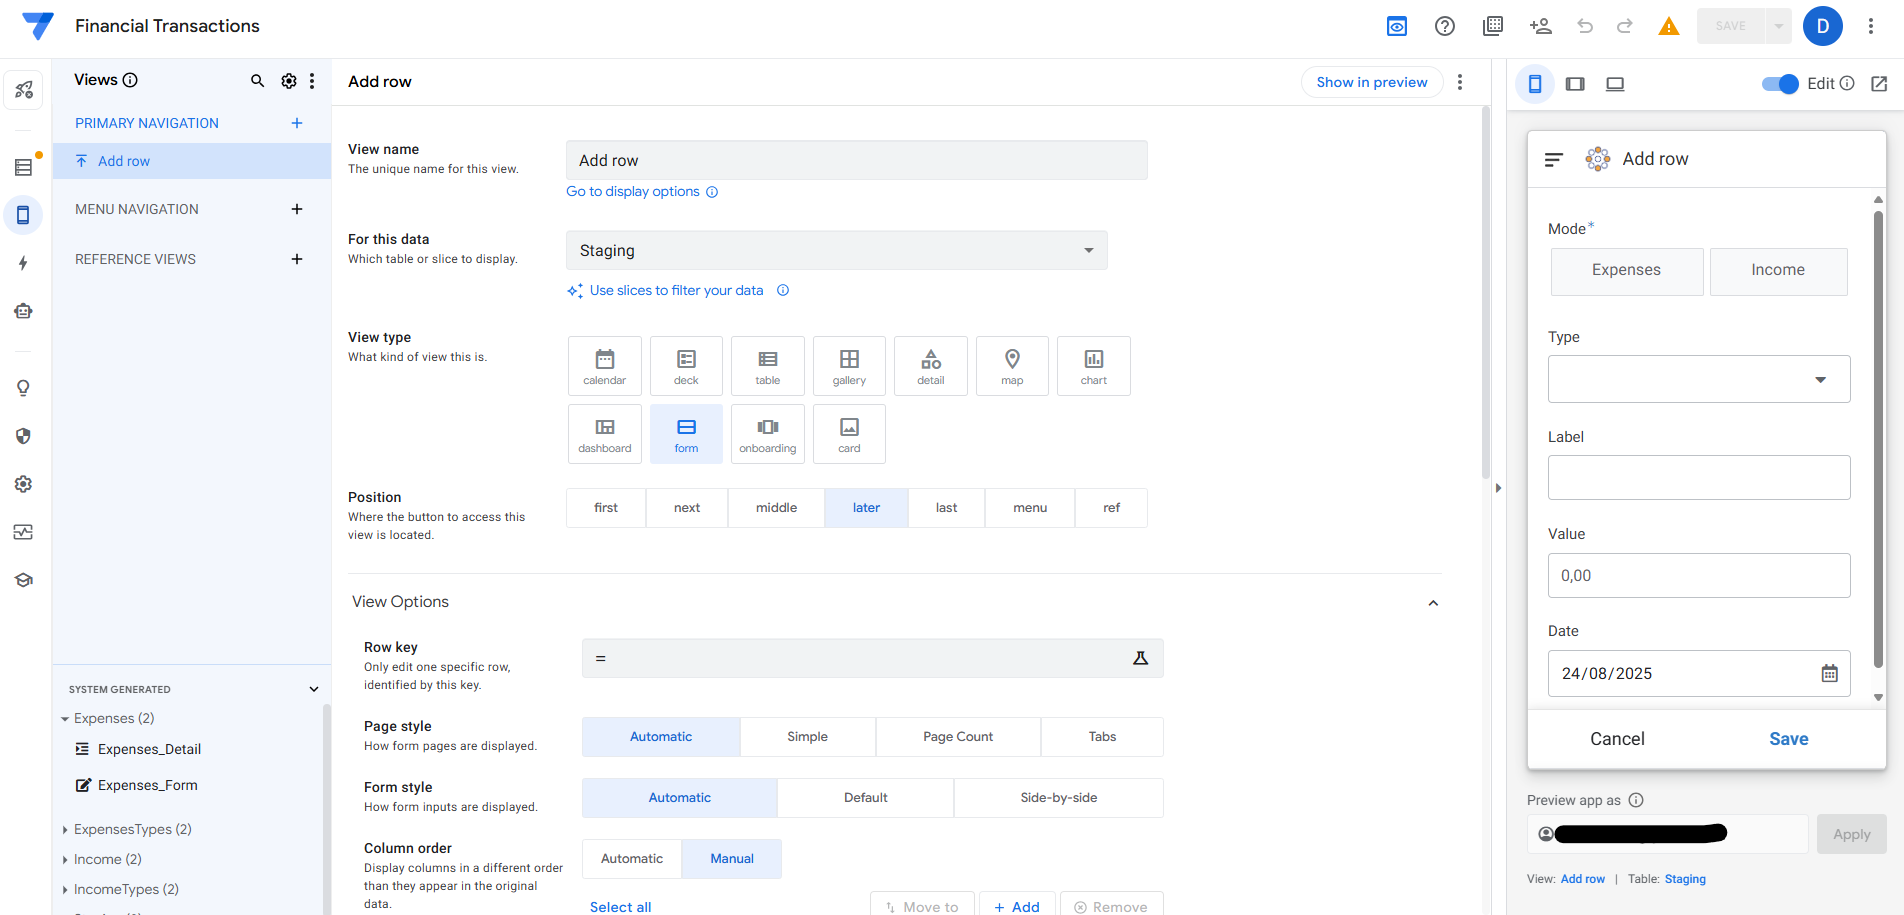 Financial Transactions
SAVE
D
Views
PRIMARY NAVIGATION
Add row
MENU NAVIGATION
REFERENCE VIEWS
SYSTEM GENERATED
Expenses (2)
Expenses_Detail
Expenses_Form
ExpensesTypes (2)
Income (2)
IncomeTypes (2)
Add row
Show in preview
View name
The unique name for this view.
Add row
Go to display options
For this data
Which table or slice to display.
Staging
Use slices to filter your data
View type
What kind of view this is.
calendar
deck
table
gallery
detail
map
chart
dashboard
form
onboarding
card
Position
Where the button to access this
view is located.
first
next
middle
later
last
menu
ref
View Options
Row key
Only edit one specific row,
identified by this key.
=
Page style
How form pages are displayed.
Automatic
Simple
Page Count
Tabs
Form style
How form inputs are displayed.
Automatic
Default
Side-by-side
Column order
Display columns in a different order
than they appear in the original
data.
Automatic
Manual
Select all
Move to
+ Add
Remove
Edit
Add row
Mode*
Expenses
Income
Type
Label
Value
0,00
Date
24/08/2025
Cancel
Save
Preview app as
Apply
View: Add row | Table: Staging